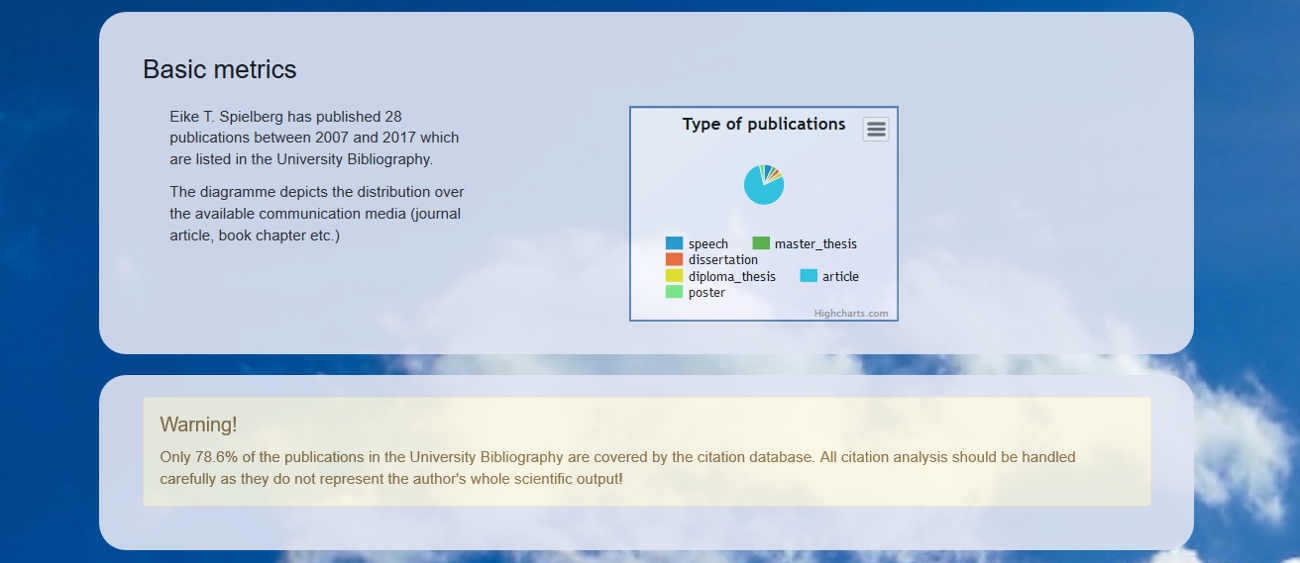 Basic metrics
Eike T. Spielberg has published 28
publications between 2007 and 2017 which
are listed in the University Bibliography.
The diagramme depicts the distribution over
the available communication media (journal
article, book chapter etc.)
Type of publications
speech master_thesis
dissertation
diploma_thesis article
poster
Highcharts.com
Warning!
Only 78.6% of the publications in the University Bibliography are covered by the citation database. All citation analysis should be handled
carefully as they do not represent the author's whole scientific output!